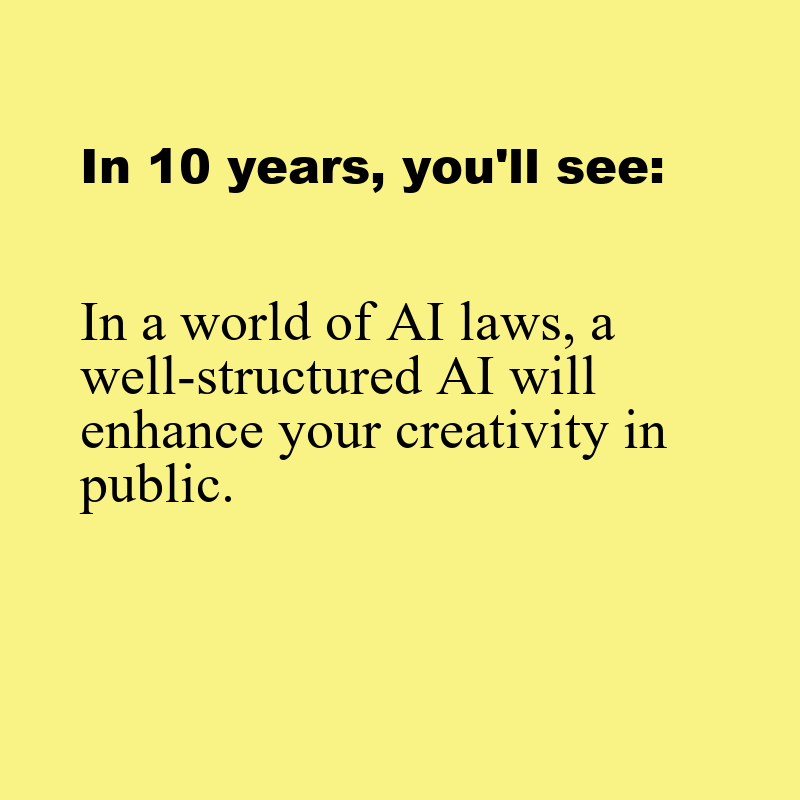 In 10 years, you'll see:
In a world of AI laws, a
well-structured AI will
enhance your creativity in
public.